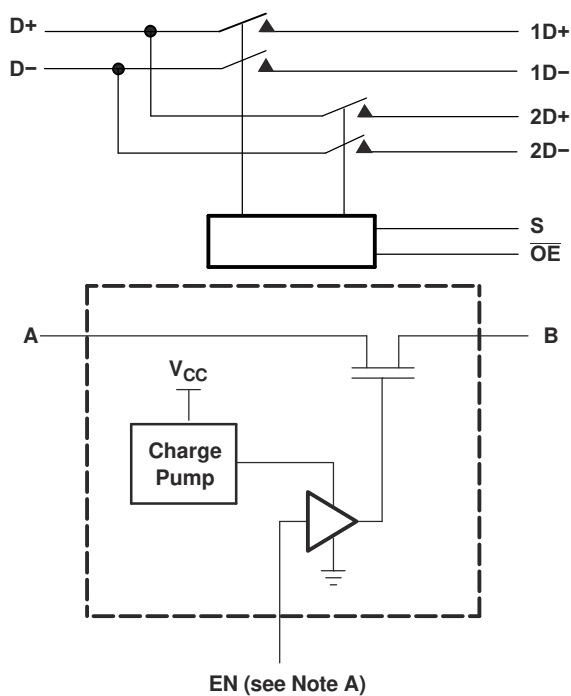 D+
1D+
D−
1D−
2D+
2D−
S
OE
A
B
VCC
Charge
Pump
EN (see Note A)